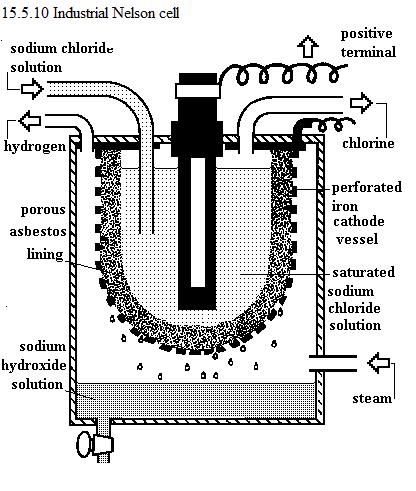 15.5.10 Industrial Nelson cell
positive
terminal
sodium chloride
solution
hydrogen
chlorine
perforated
iron
cathode
vessel
porous
asbestos
lining
saturated
sodium
chloride
solution
sodium
hydroxide
solution
steam